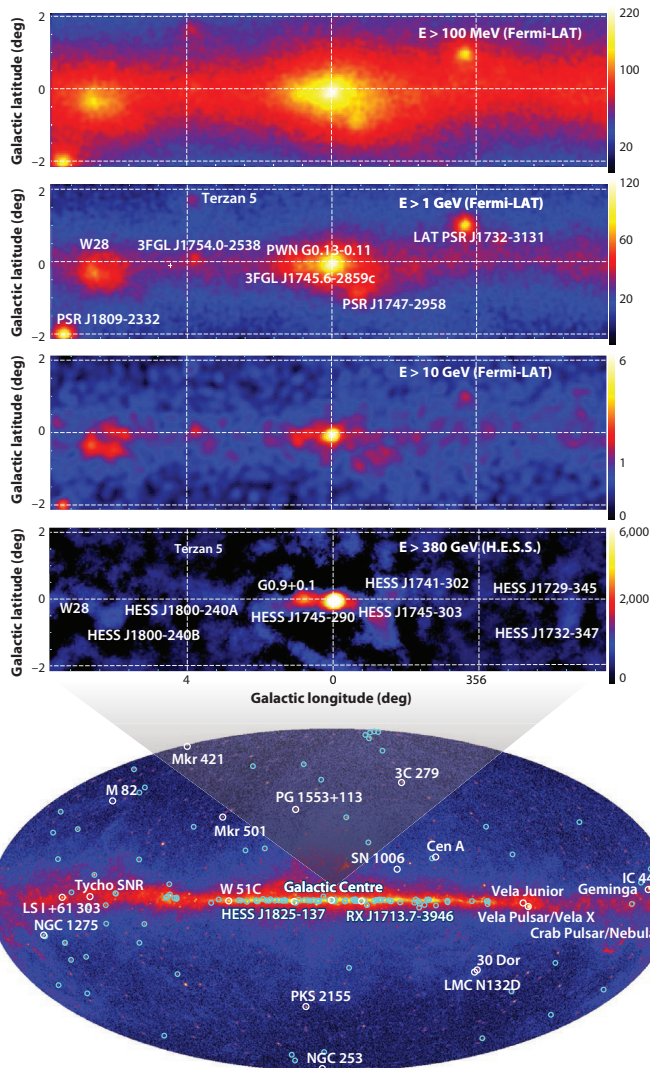 Galactic latitude (deg)
2
0
−2
E > 100 MeV (Fermi-LAT)
220
100
20
Galactic latitude (deg)
2
0
−2
Terzan 5
E > 1 GeV (Fermi-LAT)
W28
3FGL J1754.0-2538
PWN G0.13-0.11
LAT PSR J1732-3131
3FGL J1745.6-2859c
PSR J1747-2958
PSR J1809-2332
120
60
20
Galactic latitude (deg)
2
0
−2
E > 10 GeV (Fermi-LAT)
6
1
0
Galactic latitude (deg)
2
0
−2
Terzan 5
E > 380 GeV (H.E.S.S.)
G0.9+0.1
HESS J1741-302
HESS J1729-345
W28
HESS J1800-240A
HESS J1745-290
HESS J1745-303
HESS J1800-240B
HESS J1732-347
6,000
2,000
0
4
0
356
Galactic longitude (deg)
Mkr 421
3C 279
M 82
PG 1553+113
Mkr 501
SN 1006
Cen A
Tycho SNR
W 51C
Galactic Centre
Vela Junior
IC 44
Geminga
LS I +61 303
HESS J1825-137
RX J1713.7-3946
Vela Pulsar/Vela X
NGC 1275
Crab Pulsar/Nebula
30 Dor
LMC N132D
PKS 2155
NGC 253